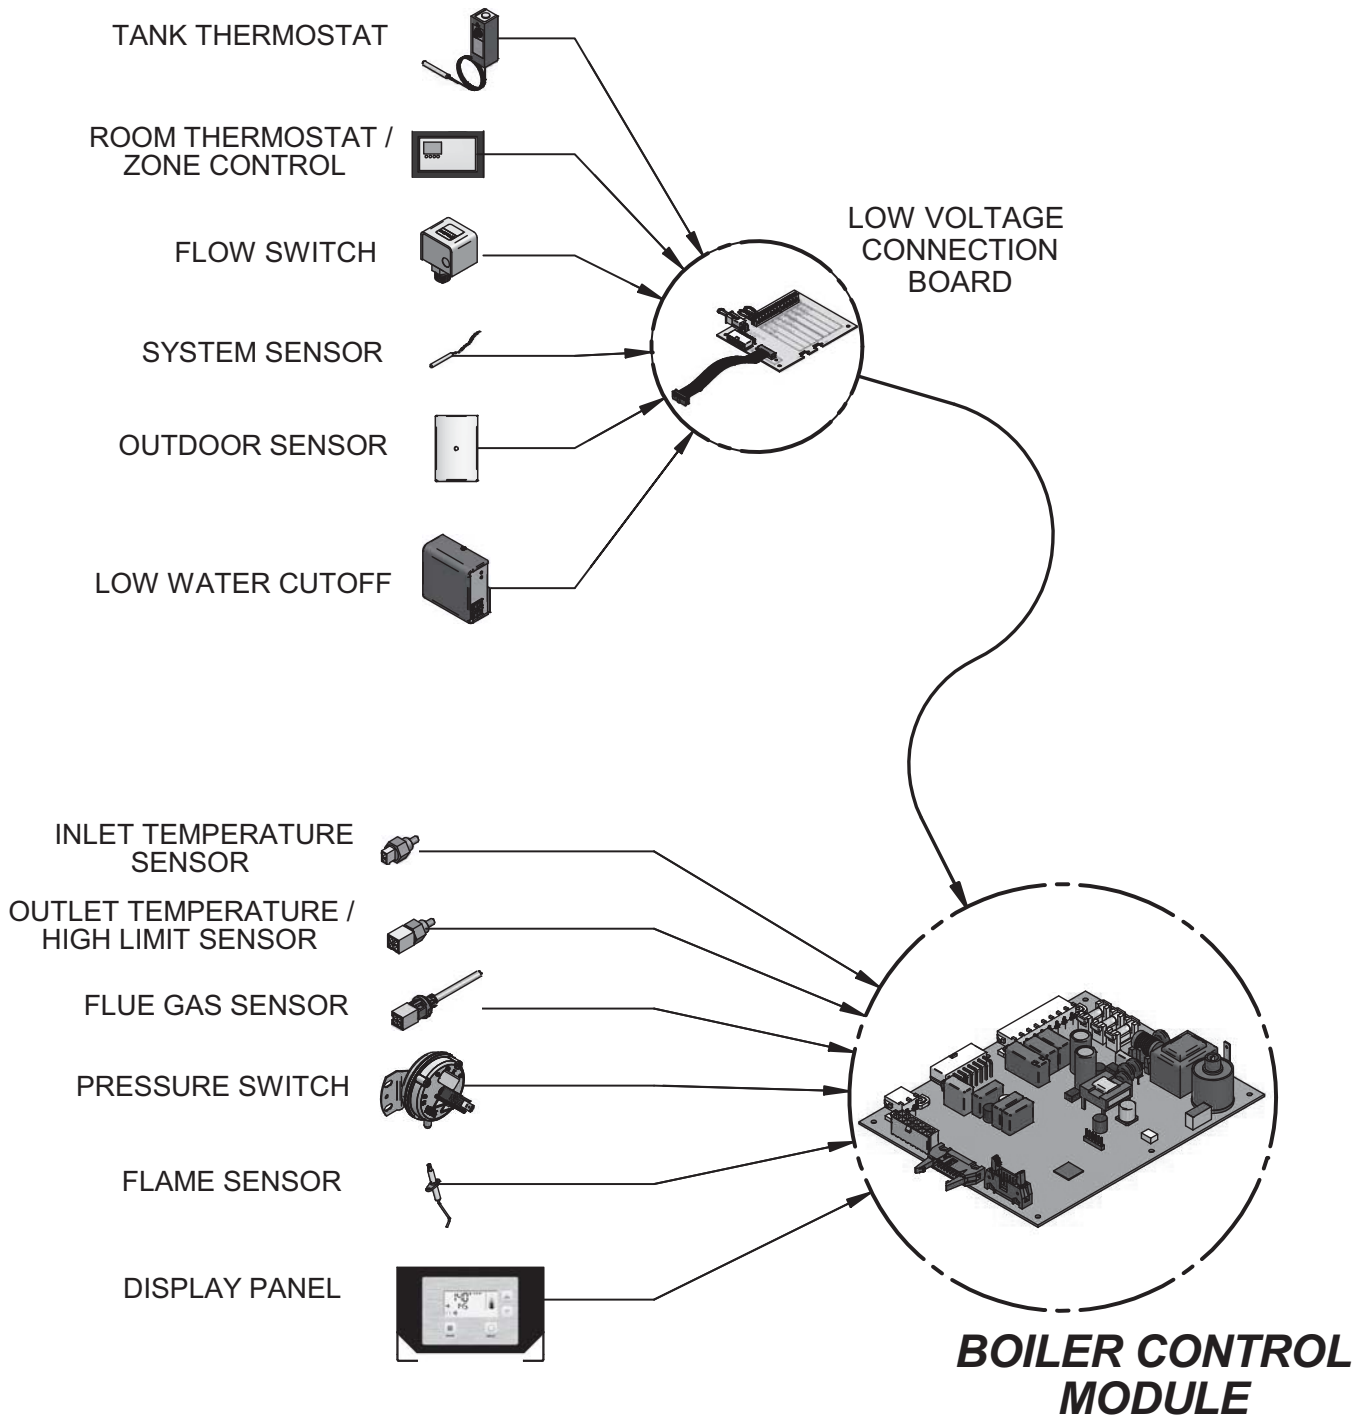 TANK THERMOSTAT
ROOM THERMOSTAT /
ZONE CONTROL
FLOW SWITCH
SYSTEM SENSOR
OUTDOOR SENSOR
LOW WATER CUTOFF
LOW VOLTAGE
CONNECTION
BOARD
INLET TEMPERATURE
SENSOR
OUTLET TEMPERATURE /
HIGH LIMIT SENSOR
FLUE GAS SENSOR
PRESSURE SWITCH
FLAME SENSOR
DISPLAY PANEL
140
BOILER CONTROL
MODULE